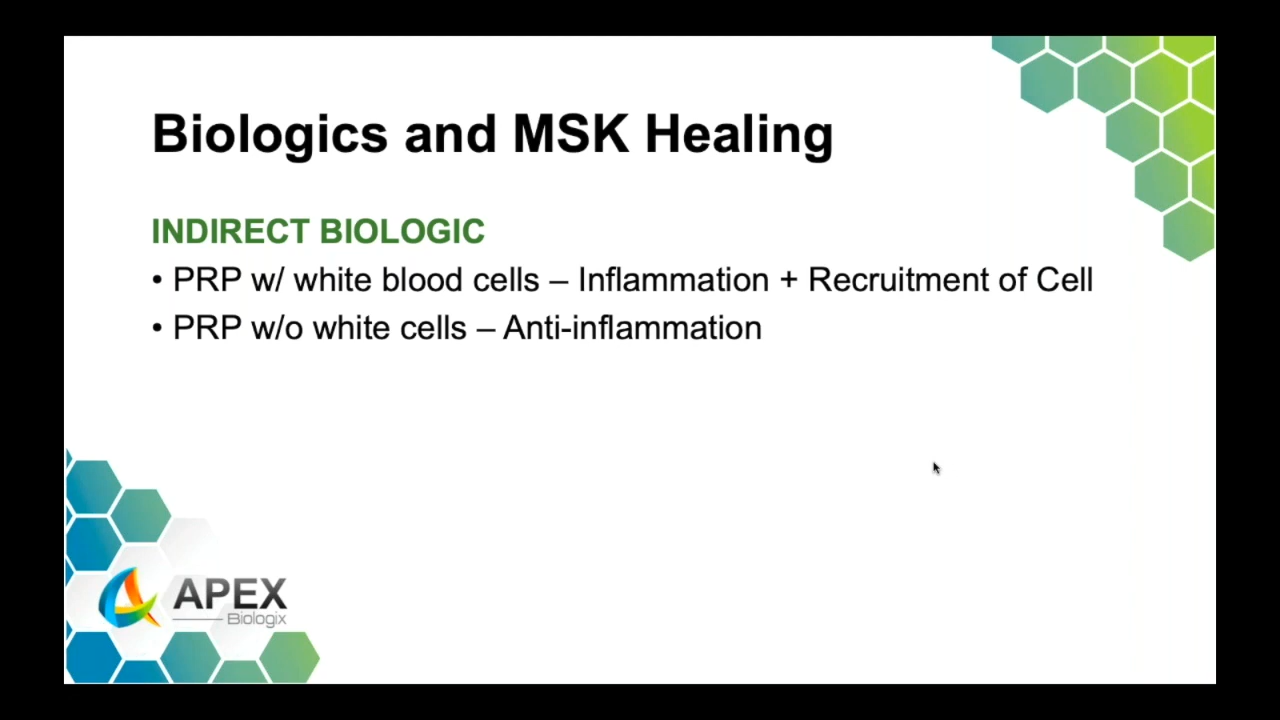 Biologics and MSK Healing
INDIRECT BIOLOGIC
• PRP w/ white blood cells – Inflammation + Recruitment of Cell
• PRP w/o white cells – Anti-inflammation
APEX
Biologix